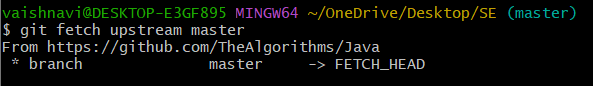 vaishnavi@DESKTOP-E3GF895 MINGW64 ~/OneDrive/Desktop/SE (master)
$ git fetch upstream master
From https://github.com/TheAlgorithms/Java
 * branch            master     -> FETCH_HEAD